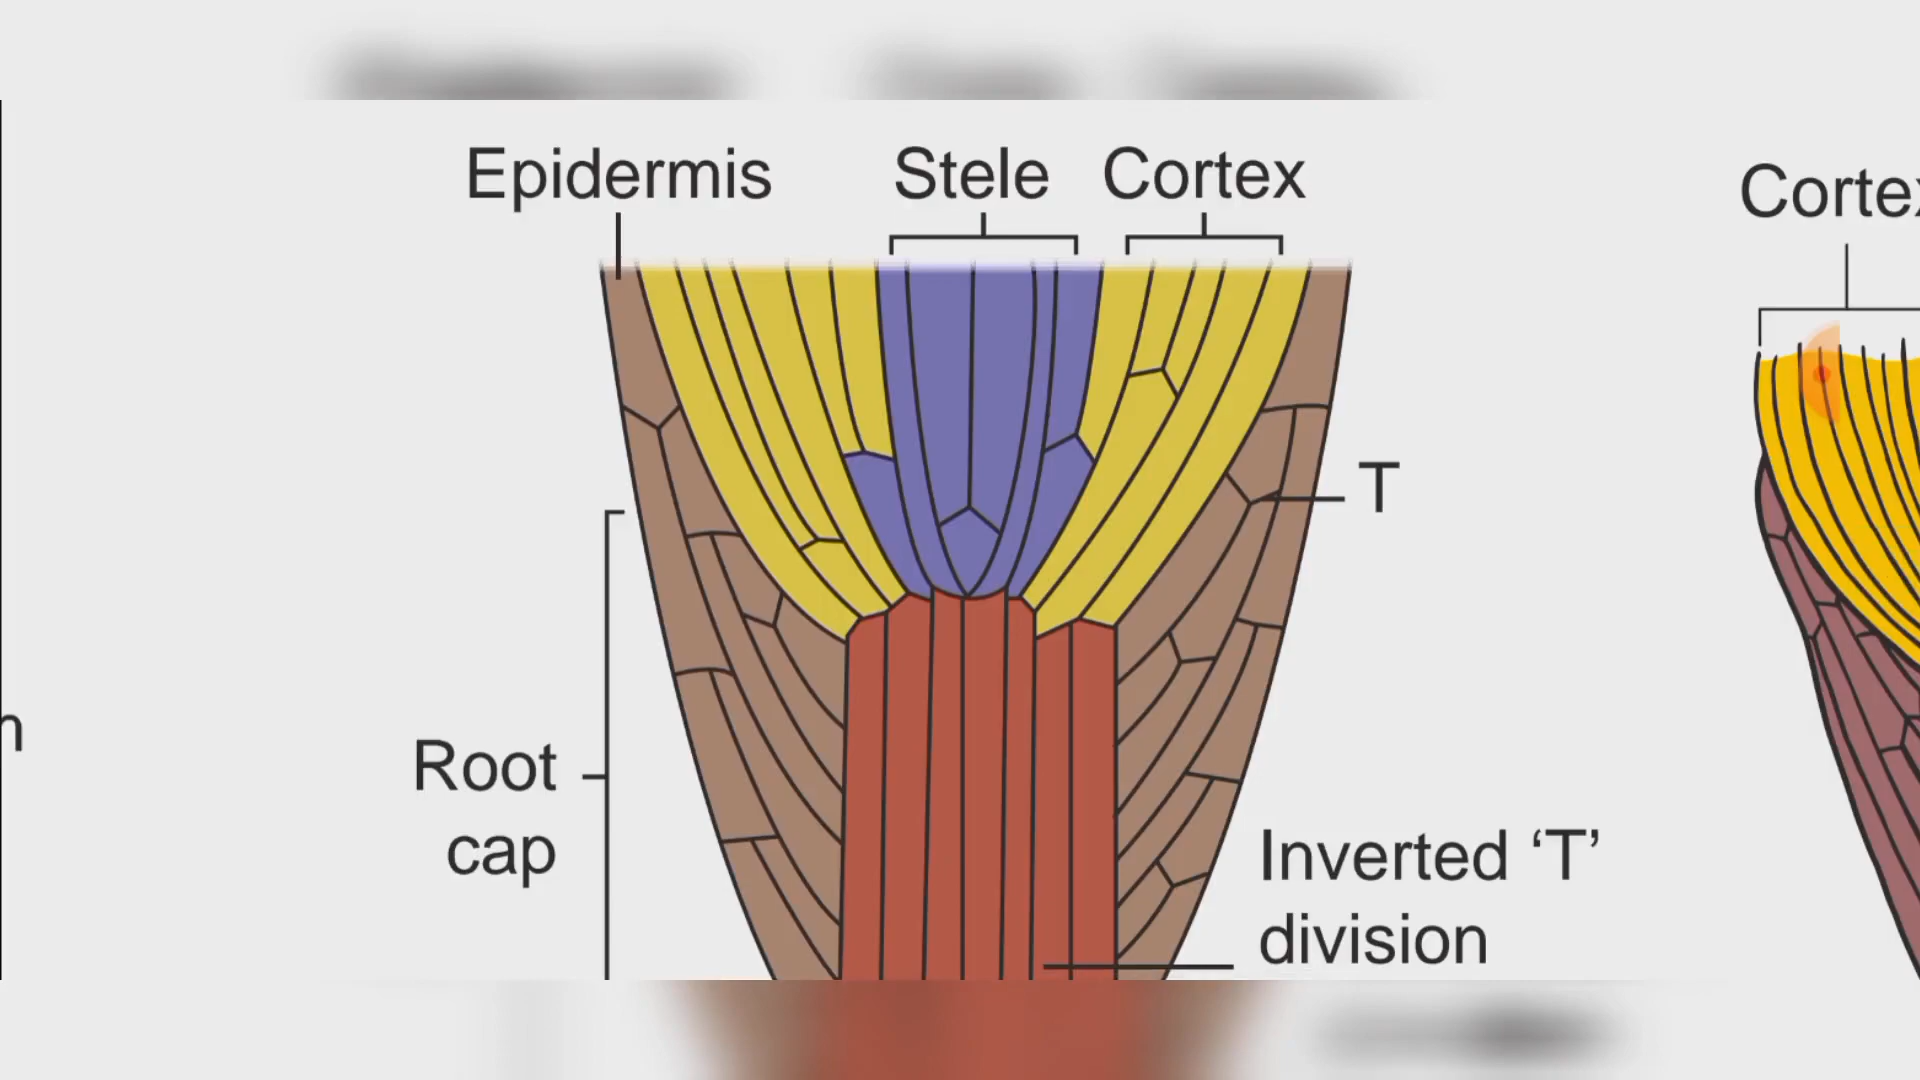 Epidermis
Stele
Cortex
T
Root
cap
Inverted ‘T’
division